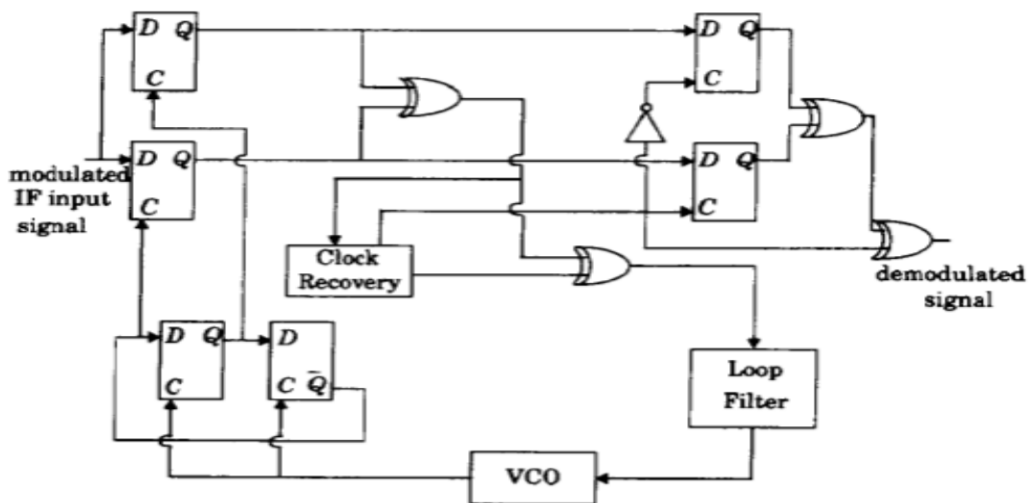 D Q
C
D Q
C
D Q
C
D Q
C
modulated
IF input
signal
Clock
Recovery
demodulated
signal
D Q
C
D
C Q̄
Loop
Filter
VCO